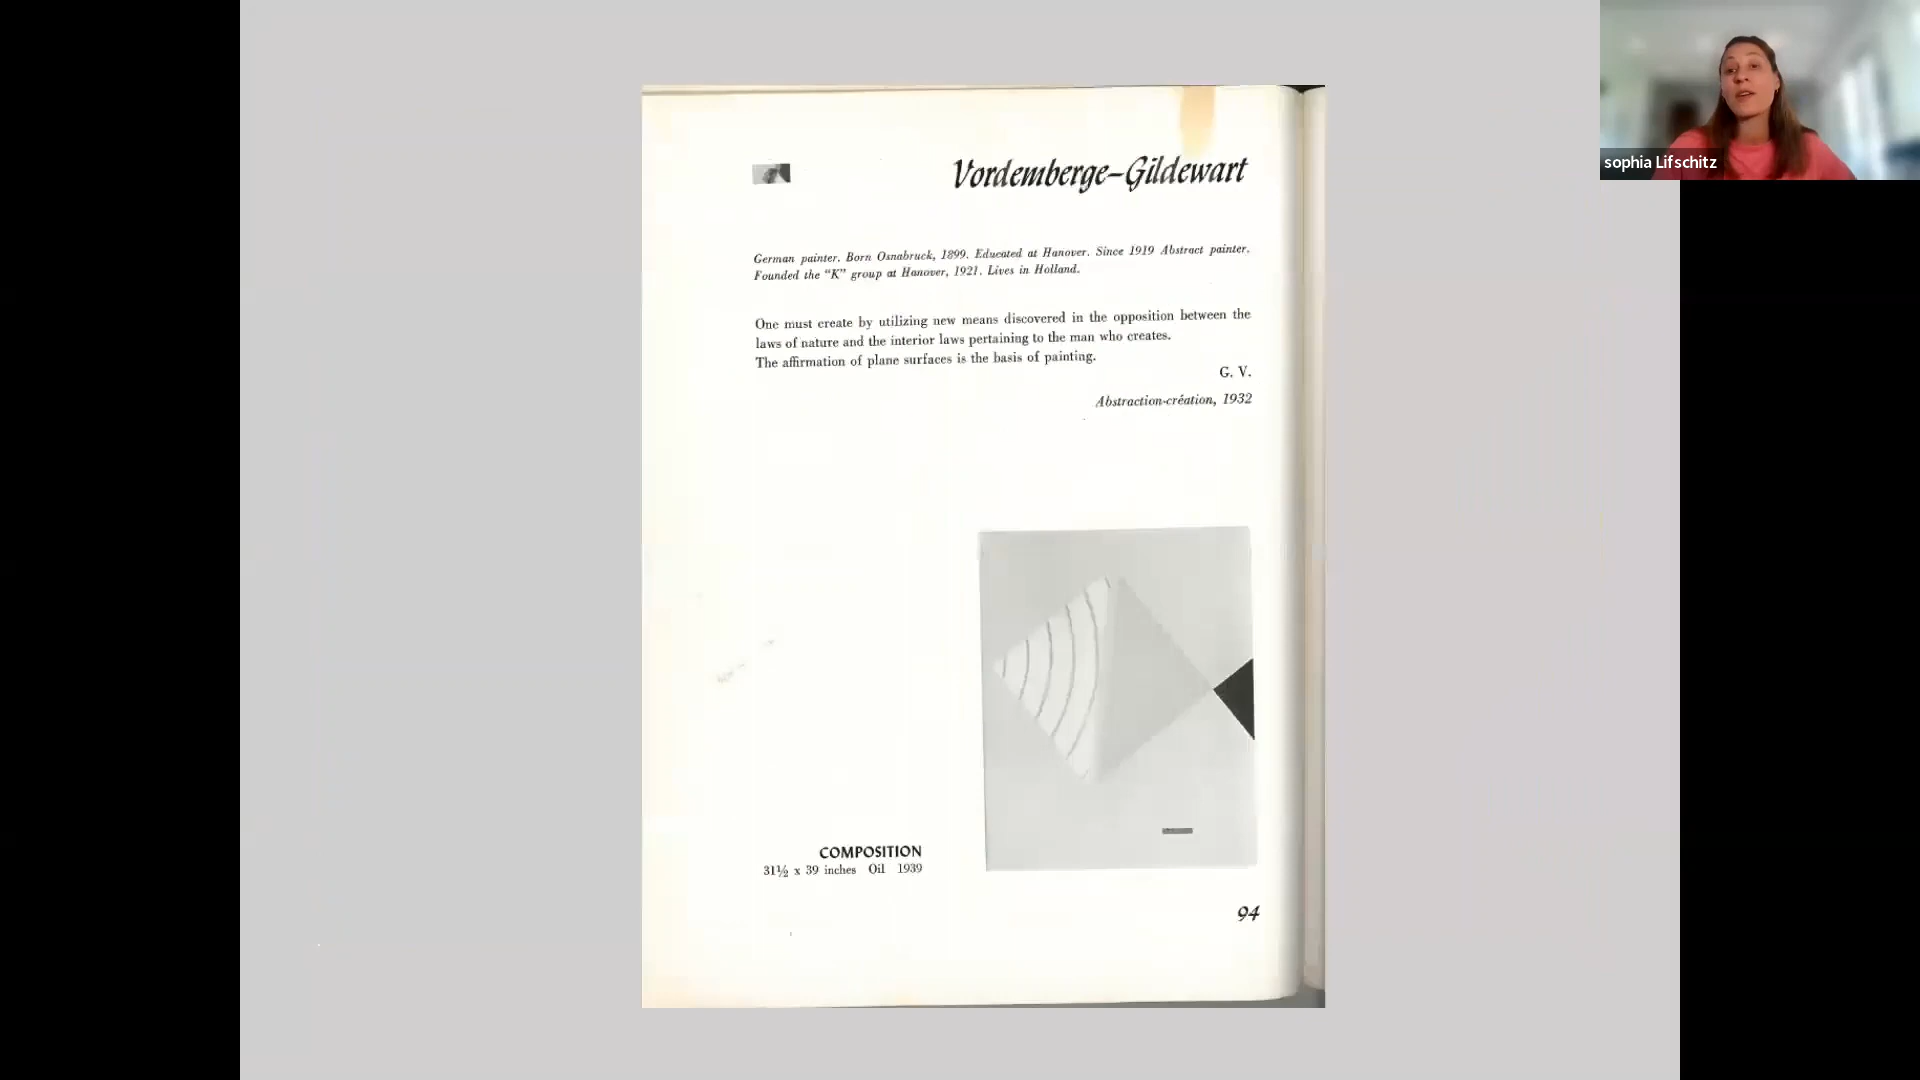 Vordemberge–Gildewart
German painter. Born Osnabruck, 1899. Educated at Hanover. Since 1919 Abstract painter.
Founded the “K” group at Hanover, 1921. Lives in Holland.
One must create by utilizing new means discovered in the opposition between the
laws of nature and the interior laws pertaining to the man who creates.
The affirmation of plane surfaces is the basis of painting.
G. V.
Abstraction-création, 1932
COMPOSITION
31½ x 39 inches Oil 1939
94
sophia Lifschitz